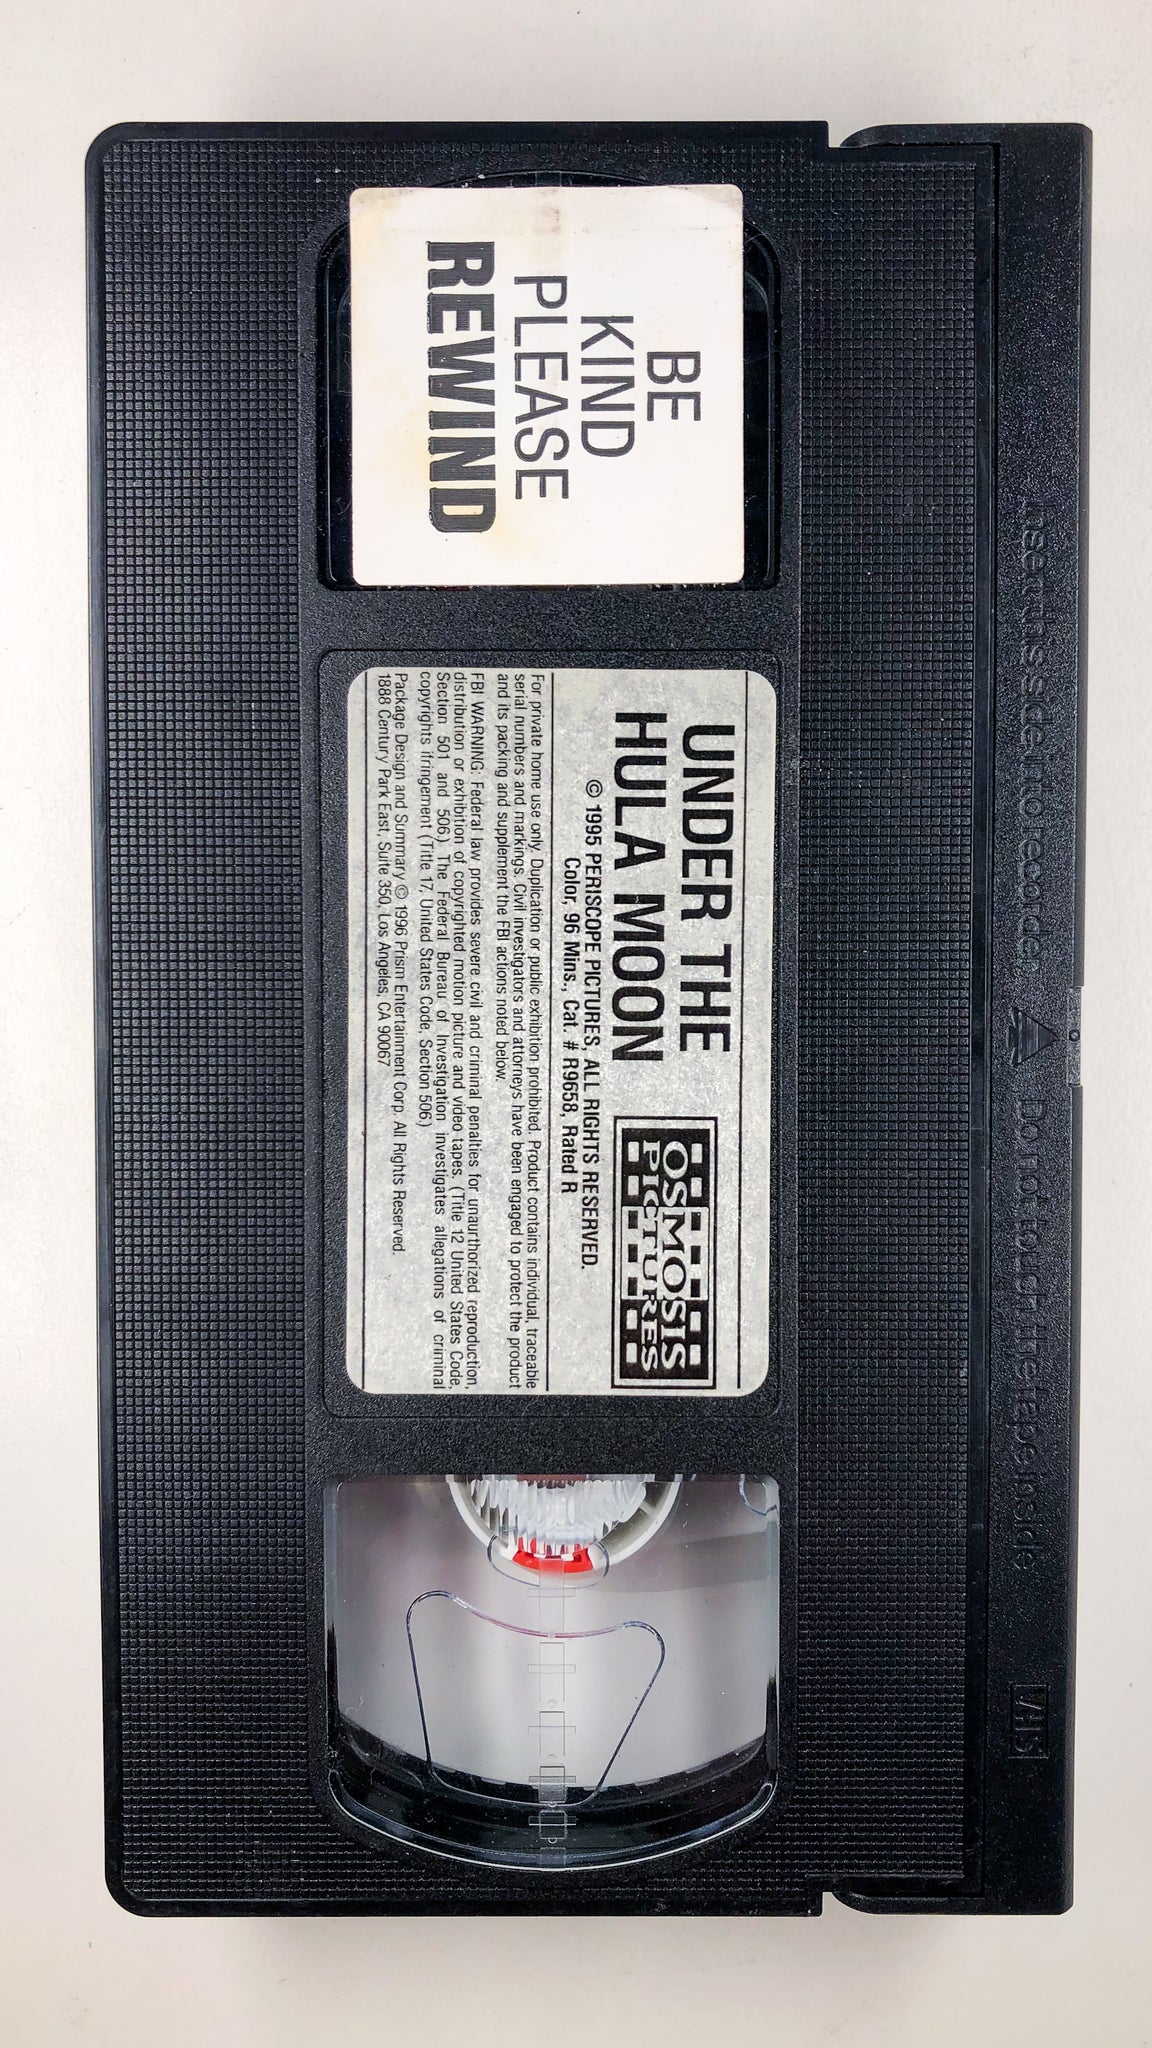 BE
KIND
PLEASE
REWIND
UNDER THE
HULA MOON
OSMOSIS
PICTURES
© 1995 PERISCOPE PICTURES, ALL RIGHTS RESERVED.
Color, 96 Mins., Cat. # R9658, Rated R
For private home use only. Duplication or public exhibition prohibited. Product contains individual, traceable
serial numbers and markings. Civil investigators and attorneys have been engaged to protect the product
and its packing and supplement the FBI actions noted below.
FBI WARNING: Federal law provides severe civil and criminal penalties for unauthorized reproduction,
distribution or exhibition of copyrighted motion picture and video tapes. (Title 12 United States Code,
Section 501 and 506). The Federal Bureau of Investigation investigates allegations of criminal
copyrights ifringement (Title 17, United States Code, Section 506)
Package Design and Summary © 1996 Prism Entertainment Corp. All Rights Reserved.
1888 Century Park East, Suite 350, Los Angeles, CA 90067
Insert this side into recorder
Do not touch the tape inside
VHS